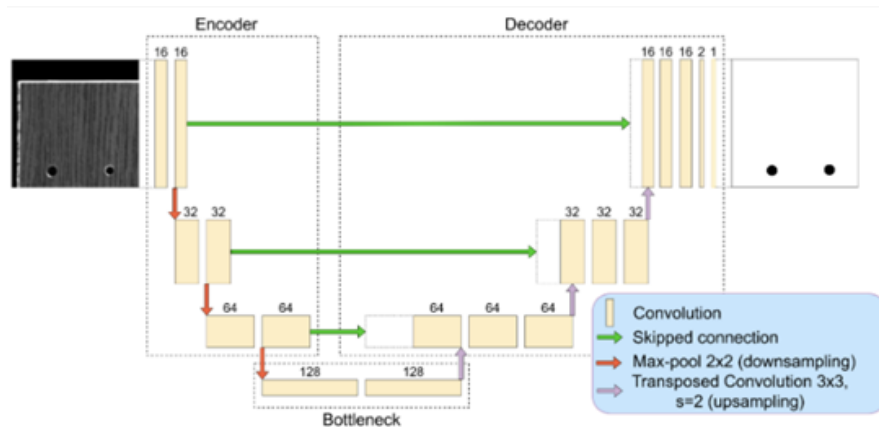 Encoder
Decoder
16 16
16 16 16 2 1
32 32
32 32 32
64 64
64 64 64
128 128
Bottleneck
Convolution
Skipped connection
Max-pool 2x2 (downsampling)
Transposed Convolution 3x3,
s=2 (upsampling)